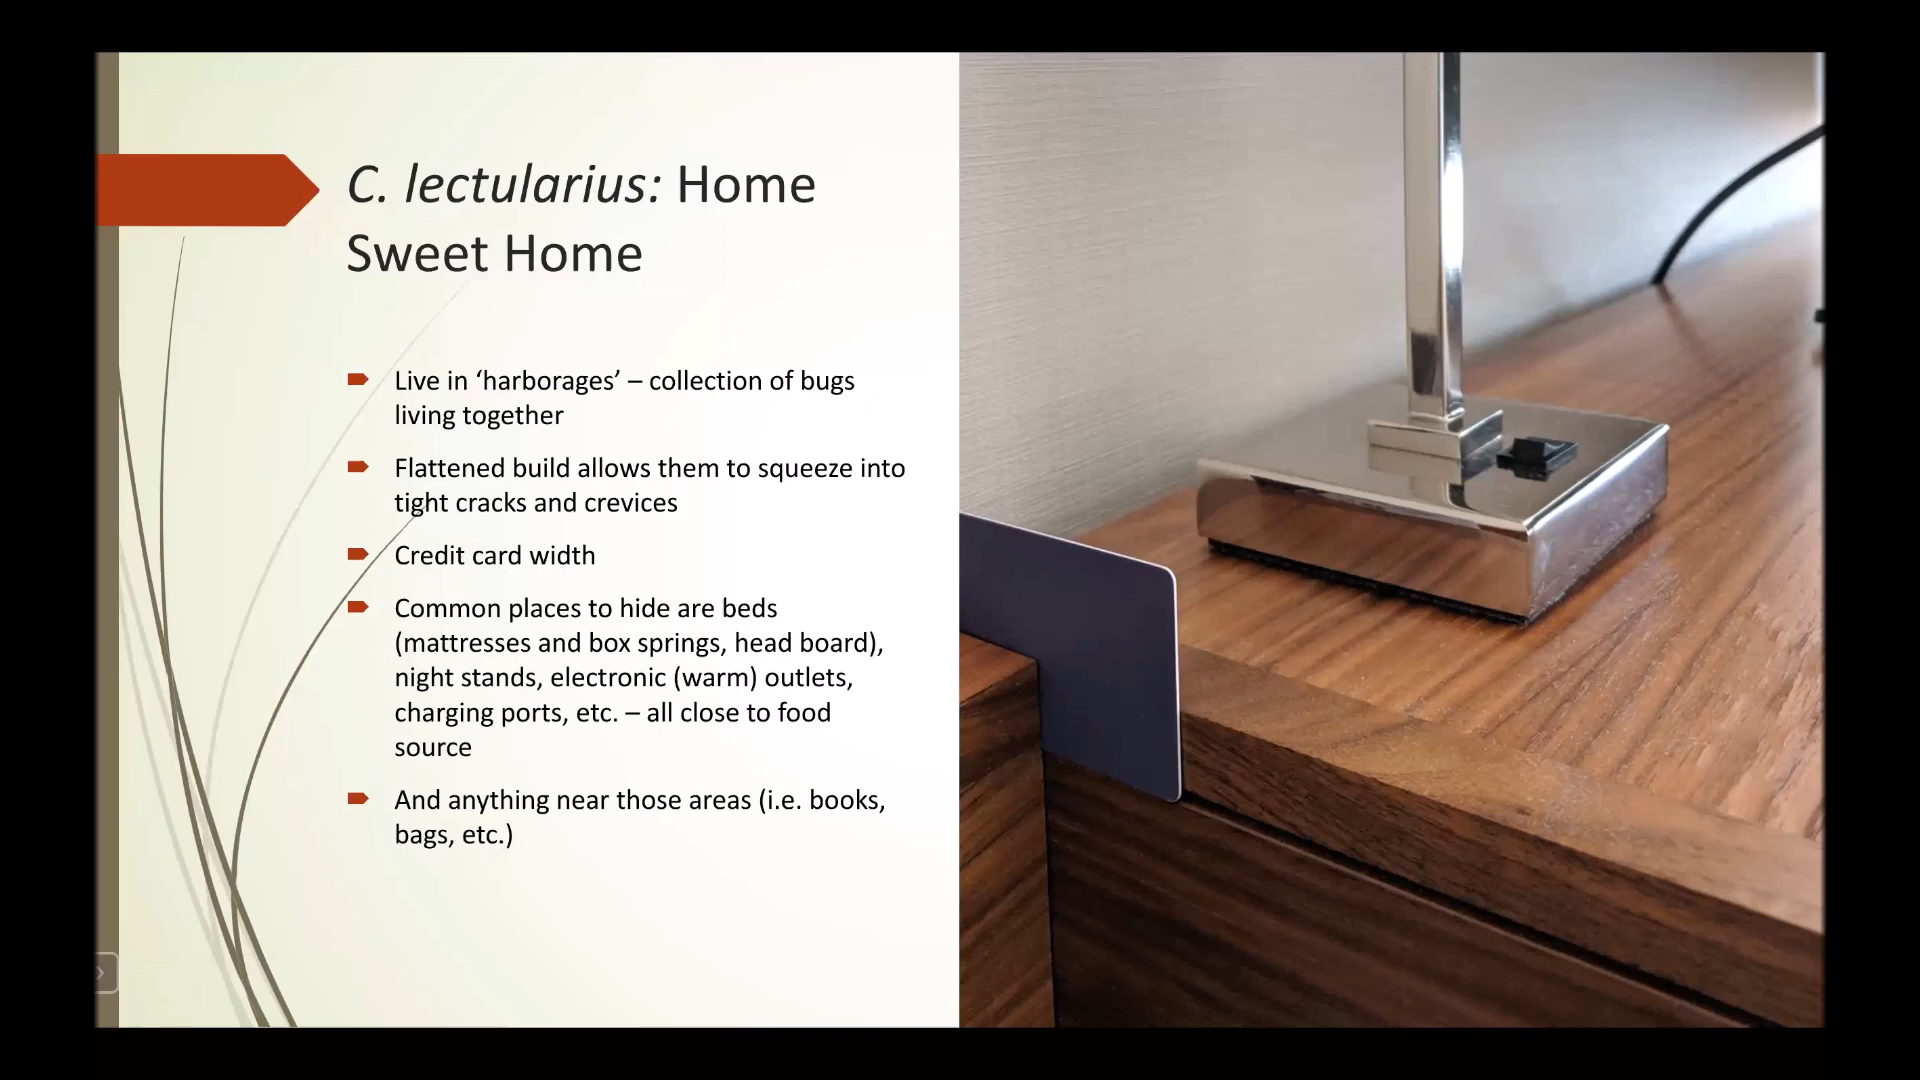 C. lectularius: Home
Sweet Home
Live in ‘harborages’ – collection of bugs
living together
Flattened build allows them to squeeze into
tight cracks and crevices
Credit card width
Common places to hide are beds
(mattresses and box springs, head board),
night stands, electronic (warm) outlets,
charging ports, etc. – all close to food
source
And anything near those areas (i.e. books,
bags, etc.)